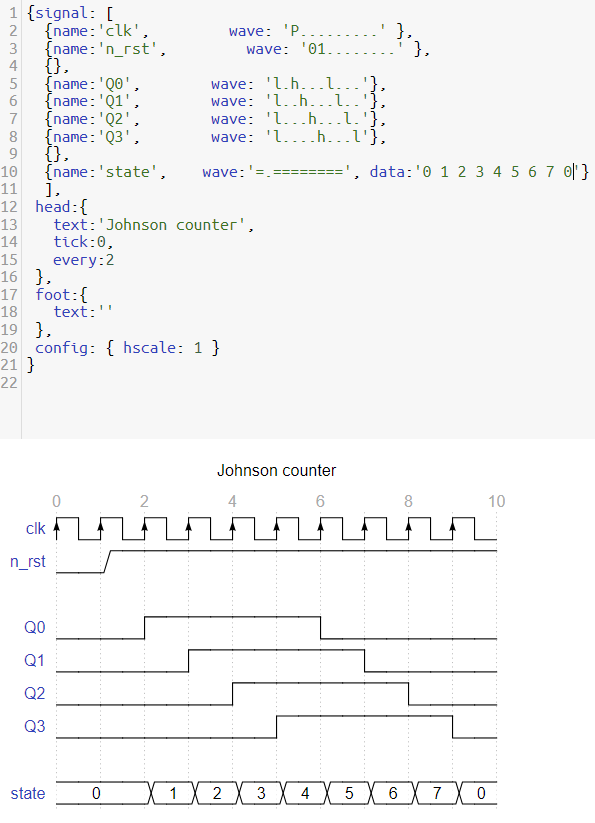 1 {signal: [
2   {name:'clk',         wave: 'P.........' },
3   {name:'n_rst',         wave: '01........' },
4   {},
5   {name:'Q0',        wave: 'l.h...l...'},
6   {name:'Q1',        wave: 'l..h...l..'},
7   {name:'Q2',        wave: 'l...h...l.'},
8   {name:'Q3',        wave: 'l....h...l'},
9   {},
10   {name:'state',    wave:'=.========', data:'0 1 2 3 4 5 6 7 0'}
11   ],
12  head:{
13    text:'Johnson counter',
14    tick:0,
15    every:2
16  },
17  foot:{
18    text:''
19  },
20  config: { hscale: 1 }
21 }
22
Johnson counter
0 2 4 6 8 10
clk
n_rst
Q0
Q1
Q2
Q3
state 0 1 2 3 4 5 6 7 0